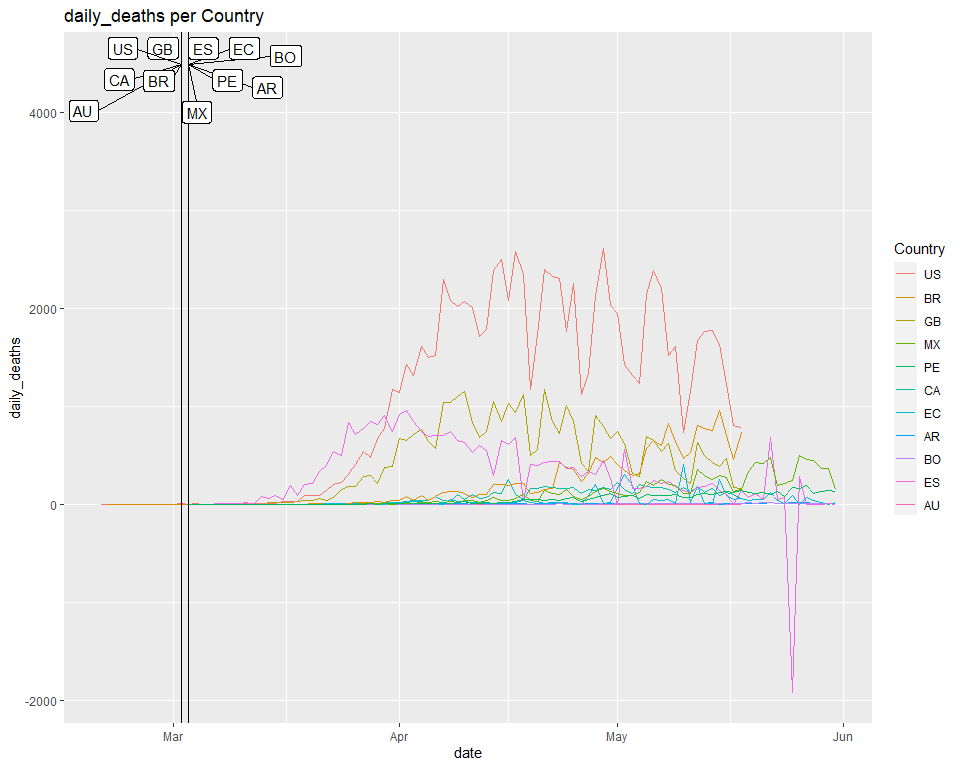 daily_deaths per Country
US GB ES EC BO
CA BR PE AR
AU MX
4000
2000
0
-2000
daily_deaths
Mar Apr May Jun
date
Country
US
BR
GB
MX
PE
CA
EC
AR
BO
ES
AU